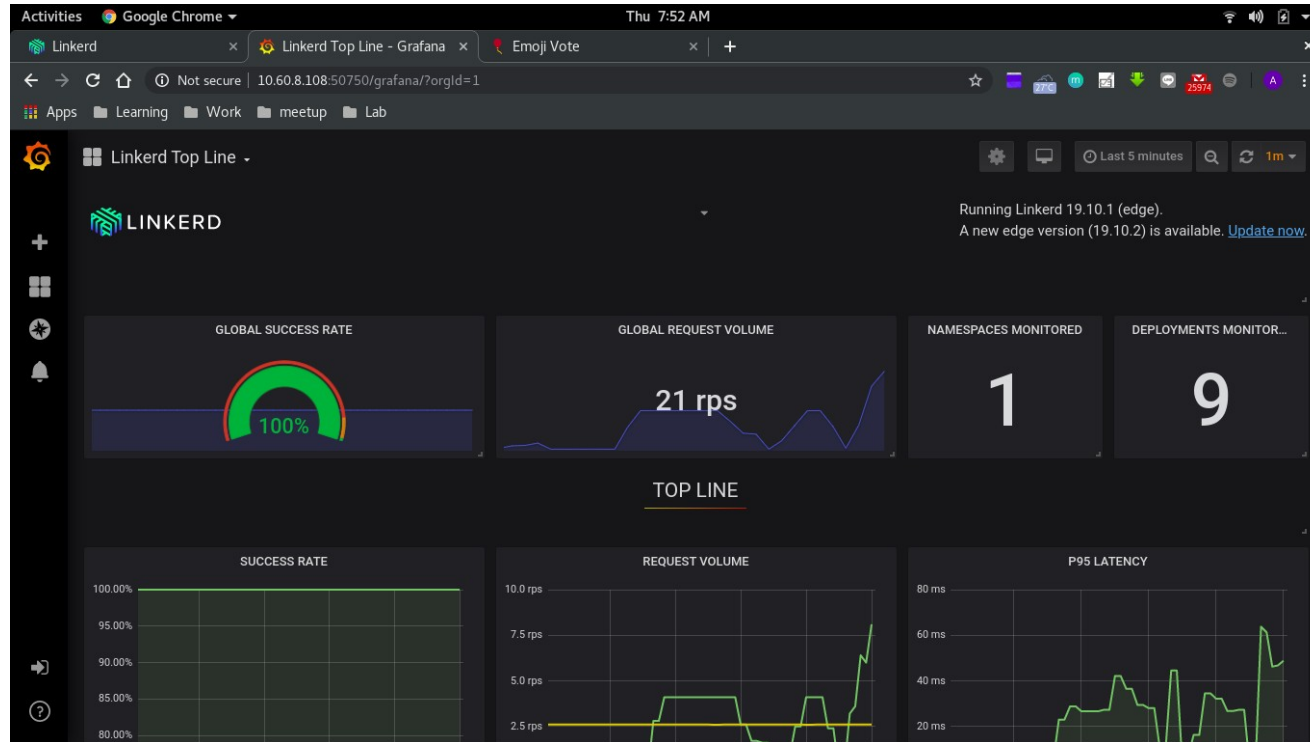 Activities Google Chrome Thu 7:52 AM
Linkerd Linkerd Top Line - Grafana Emoji Vote
Not secure 10.60.8.108:50750/grafana/?orgId=1 27°C m 25974 A
Apps Learning Work meetup Lab
Linkerd Top Line Last 5 minutes 1m
LINKERD
Running Linkerd 19.10.1 (edge).
A new edge version (19.10.2) is available. Update now.
GLOBAL SUCCESS RATE GLOBAL REQUEST VOLUME NAMESPACES MONITORED DEPLOYMENTS MONITOR...
100% 21 rps 1 9
TOP LINE
SUCCESS RATE REQUEST VOLUME P95 LATENCY
100.00% 10.0 rps 80 ms
95.00% 7.5 rps 60 ms
90.00%
5.0 rps 40 ms
85.00%
2.5 rps 20 ms
80.00%